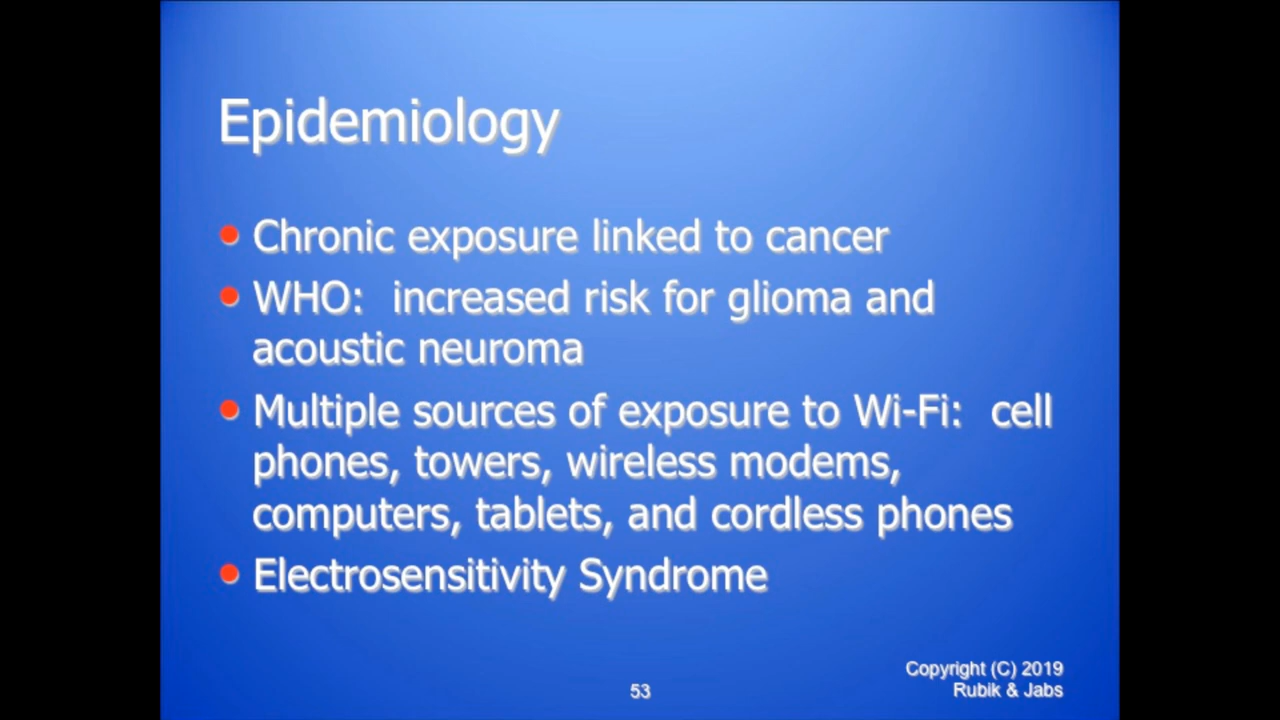 Epidemiology
Chronic exposure linked to cancer
WHO: increased risk for glioma and
acoustic neuroma
Multiple sources of exposure to Wi-Fi: cell
phones, towers, wireless modems,
computers, tablets, and cordless phones
Electrosensitivity Syndrome
53
Copyright (C) 2019
Rubik & Jabs